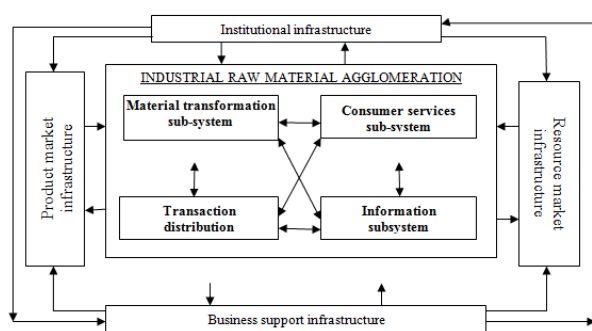 Institutional infrastructure
INDUSTRIAL RAW MATERIAL AGGLOMERATION
Material transformation
sub-system
Consumer services
sub-system
Product market
infrastructure
Resource market
infrastructure
Transaction
distribution
Information
subsystem
Business support infrastructure